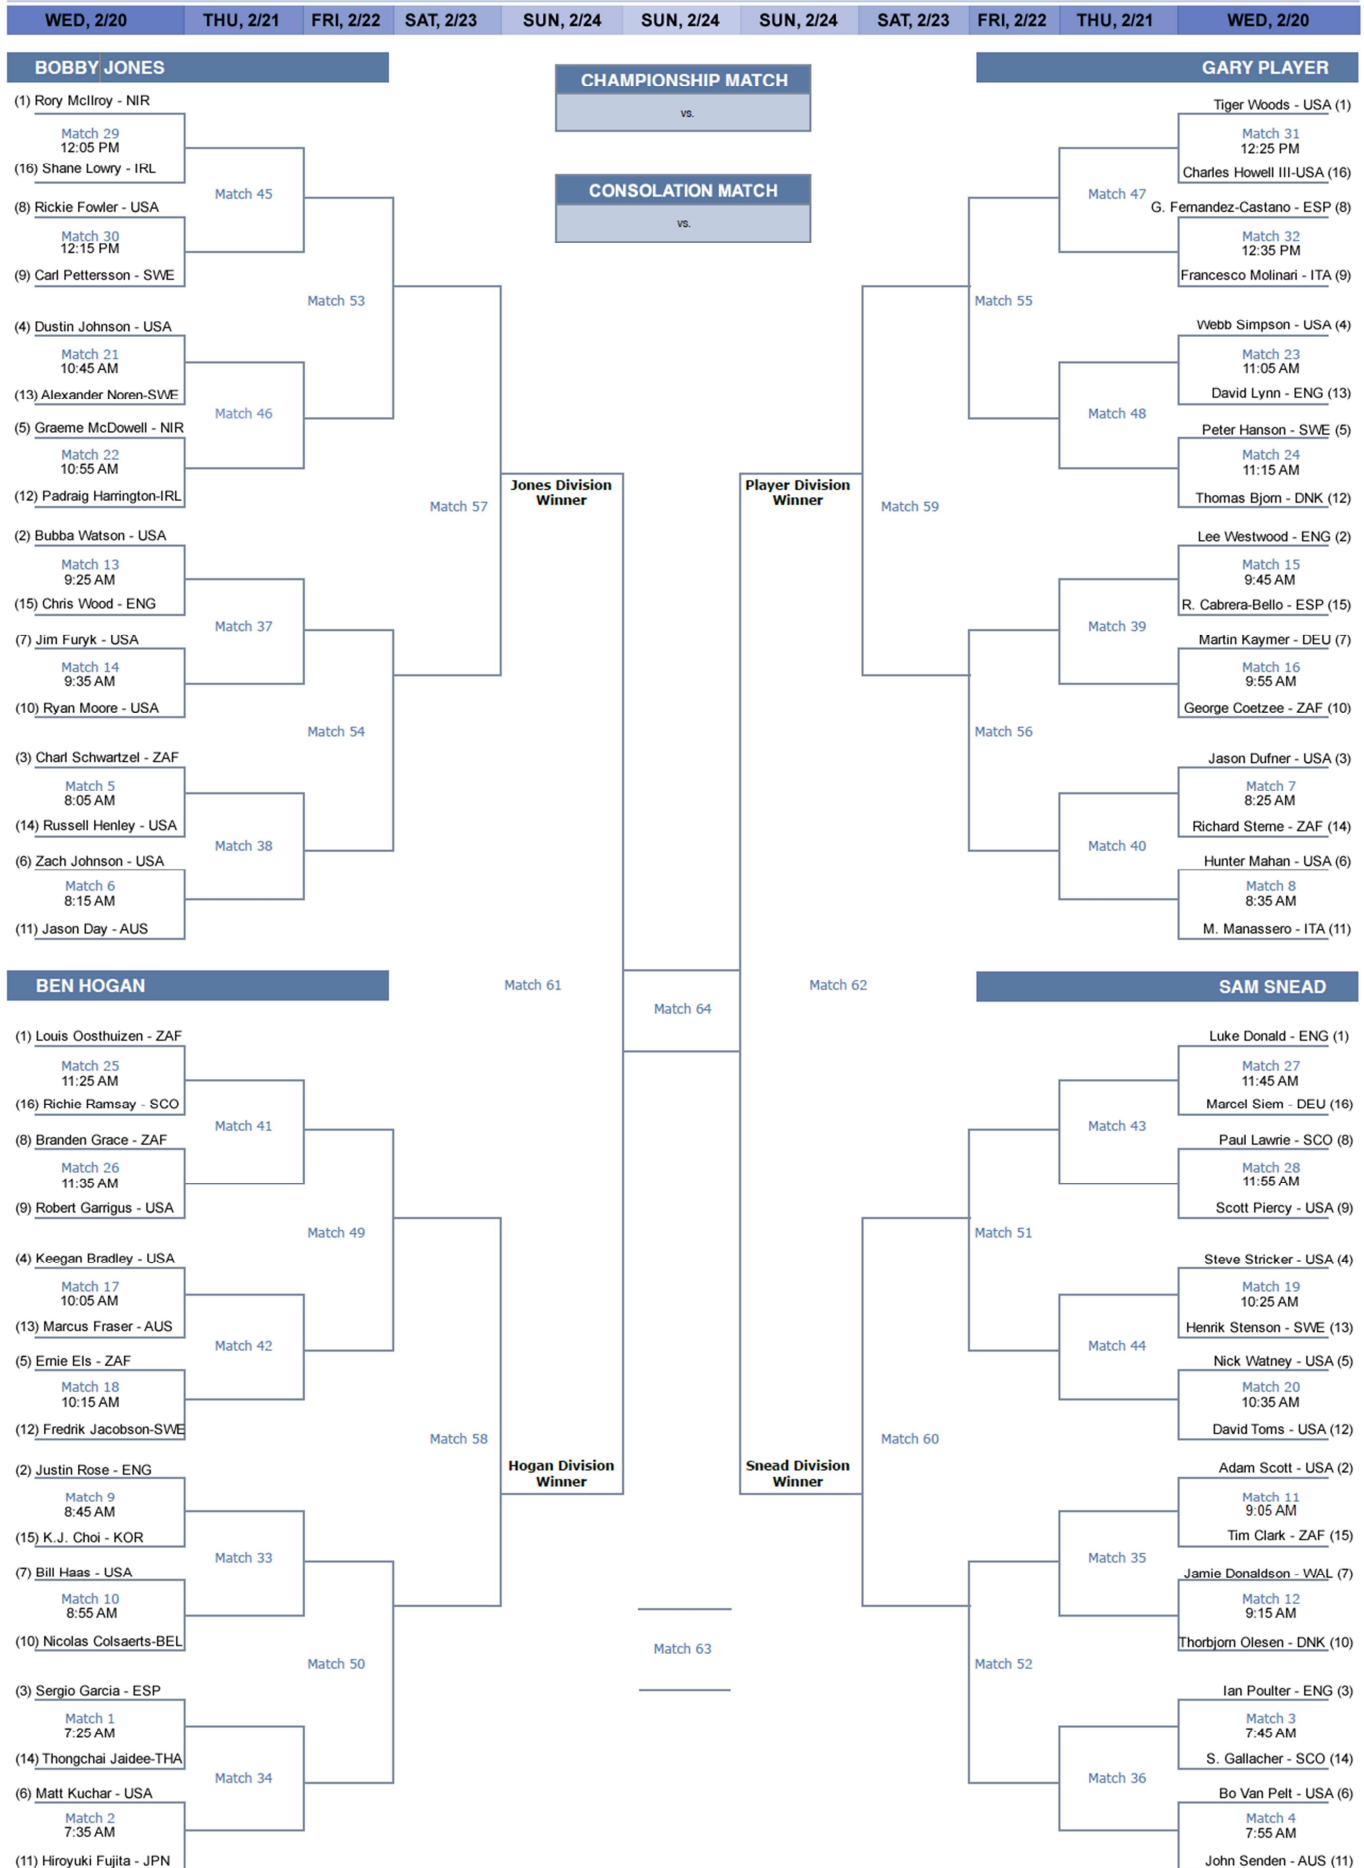 WED, 2/20 THU, 2/21 FRI, 2/22 SAT, 2/23 SUN, 2/24 SUN, 2/24 SUN, 2/24 SAT, 2/23 FRI, 2/22 THU, 2/21 WED, 2/20
BOBBY JONES
(1) Rory McIlroy - NIR
Match 29
12:05 PM
(16) Shane Lowry - IRL
Match 45
(8) Rickie Fowler - USA
Match 30
12:15 PM
(9) Carl Pettersson - SWE
Match 53
(4) Dustin Johnson - USA
Match 21
10:45 AM
(13) Alexander Noren-SWE
Match 46
(5) Graeme McDowell - NIR
Match 22
10:55 AM
(12) Padraig Harrington-IRL
Match 57
(2) Bubba Watson - USA
Match 13
9:25 AM
(15) Chris Wood - ENG
Match 37
(7) Jim Furyk - USA
Match 14
9:35 AM
(10) Ryan Moore - USA
Match 54
(3) Charl Schwartzel - ZAF
Match 5
8:05 AM
(14) Russell Henley - USA
Match 38
(6) Zach Johnson - USA
Match 6
8:15 AM
(11) Jason Day - AUS
Jones Division
Winner
CHAMPIONSHIP MATCH
vs.
CONSOLATION MATCH
vs.
GARY PLAYER
Tiger Woods - USA (1)
Match 31
12:25 PM
Charles Howell III-USA (16)
Match 47
G. Fernandez-Castano - ESP (8)
Match 32
12:35 PM
Francesco Molinari - ITA (9)
Match 55
Webb Simpson - USA (4)
Match 23
11:05 AM
David Lynn - ENG (13)
Match 48
Peter Hanson - SWE (5)
Match 24
11:15 AM
Thomas Bjorn - DNK (12)
Player Division
Winner
Match 59
Lee Westwood - ENG (2)
Match 15
9:45 AM
R. Cabrera-Bello - ESP (15)
Match 39
Martin Kaymer - DEU (7)
Match 16
9:55 AM
George Coetzee - ZAF (10)
Match 56
Jason Dufner - USA (3)
Match 7
8:25 AM
Richard Sterne - ZAF (14)
Match 40
Hunter Mahan - USA (6)
Match 8
8:35 AM
M. Manassero - ITA (11)
Match 61
Match 64
Match 62
BEN HOGAN
(1) Louis Oosthuizen - ZAF
Match 25
11:25 AM
(16) Richie Ramsay - SCO
Match 41
(8) Branden Grace - ZAF
Match 26
11:35 AM
(9) Robert Garrigus - USA
Match 49
(4) Keegan Bradley - USA
Match 17
10:05 AM
(13) Marcus Fraser - AUS
Match 42
(5) Ernie Els - ZAF
Match 18
10:15 AM
(12) Fredrik Jacobson-SWE
Match 58
Hogan Division
Winner
(2) Justin Rose - ENG
Match 9
8:45 AM
(15) K.J. Choi - KOR
Match 33
(7) Bill Haas - USA
Match 10
8:55 AM
(10) Nicolas Colsaerts-BEL
Match 50
(3) Sergio Garcia - ESP
Match 1
7:25 AM
(14) Thongchai Jaidee-THA
Match 34
(6) Matt Kuchar - USA
Match 2
7:35 AM
(11) Hiroyuki Fujita - JPN
Match 63
SAM SNEAD
Luke Donald - ENG (1)
Match 27
11:45 AM
Marcel Siem - DEU (16)
Match 43
Paul Lawrie - SCO (8)
Match 28
11:55 AM
Scott Piercy - USA (9)
Match 51
Steve Stricker - USA (4)
Match 19
10:25 AM
Henrik Stenson - SWE (13)
Match 44
Nick Watney - USA (5)
Match 20
10:35 AM
David Toms - USA (12)
Match 60
Snead Division
Winner
Adam Scott - USA (2)
Match 11
9:05 AM
Tim Clark - ZAF (15)
Match 35
Jamie Donaldson - WAL (7)
Match 12
9:15 AM
Thorbjorn Olesen - DNK (10)
Match 52
Ian Poulter - ENG (3)
Match 3
7:45 AM
S. Gallacher - SCO (14)
Match 36
Bo Van Pelt - USA (6)
Match 4
7:55 AM
John Senden - AUS (11)